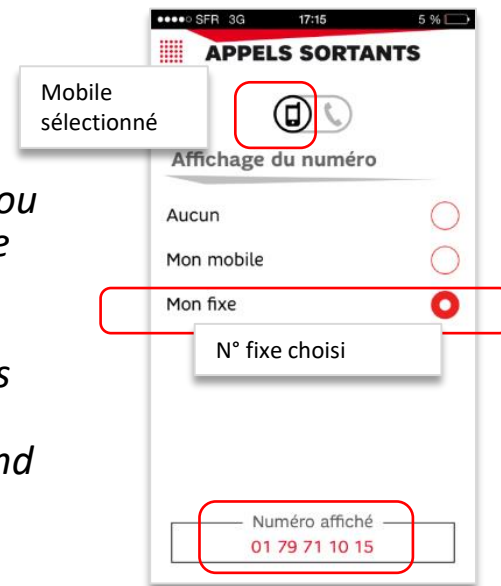 SFR 3G 17:15 5 %
APPELS SORTANTS
Mobile
sélectionné
Affichage du numéro
ou
e
Aucun
Mon mobile
Mon fixe
N° fixe choisi
s
nd
Numéro affiché
01 79 71 10 15